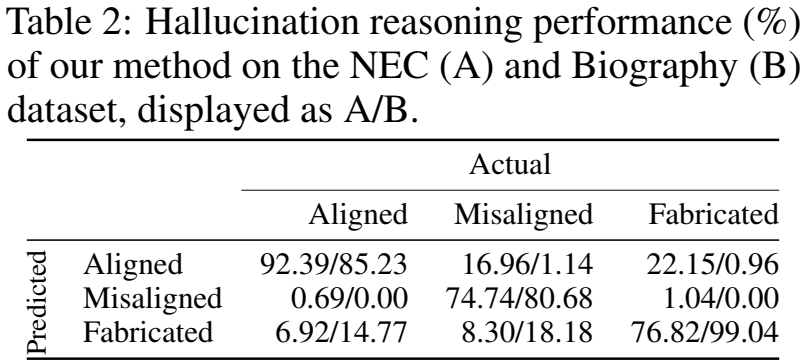 Table 2: Hallucination reasoning performance (%)
of our method on the NEC (A) and Biography (B)
dataset, displayed as A/B.
Actual
Aligned Misaligned Fabricated
Predicted
Aligned 92.39/85.23 16.96/1.14 22.15/0.96
Misaligned 0.69/0.00 74.74/80.68 1.04/0.00
Fabricated 6.92/14.77 8.30/18.18 76.82/99.04